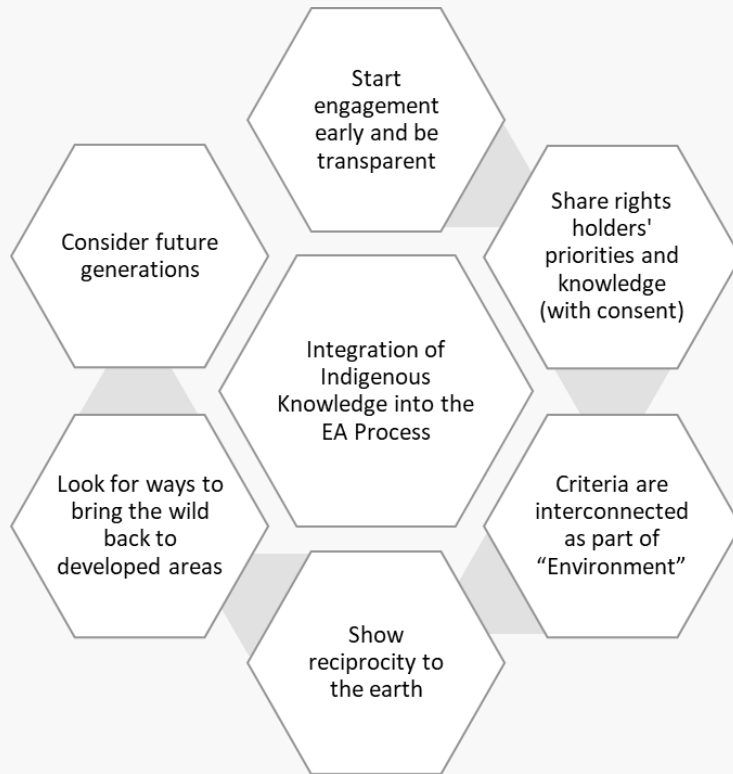 Start
engagement
early and be
transparent
Share rights
holders'
priorities and
knowledge
(with consent)
Criteria are
interconnected
as part of
“Environment”
Show
reciprocity to
the earth
Look for ways to
bring the wild
back to
developed areas
Consider future
generations
Integration of
Indigenous
Knowledge into the
EA Process